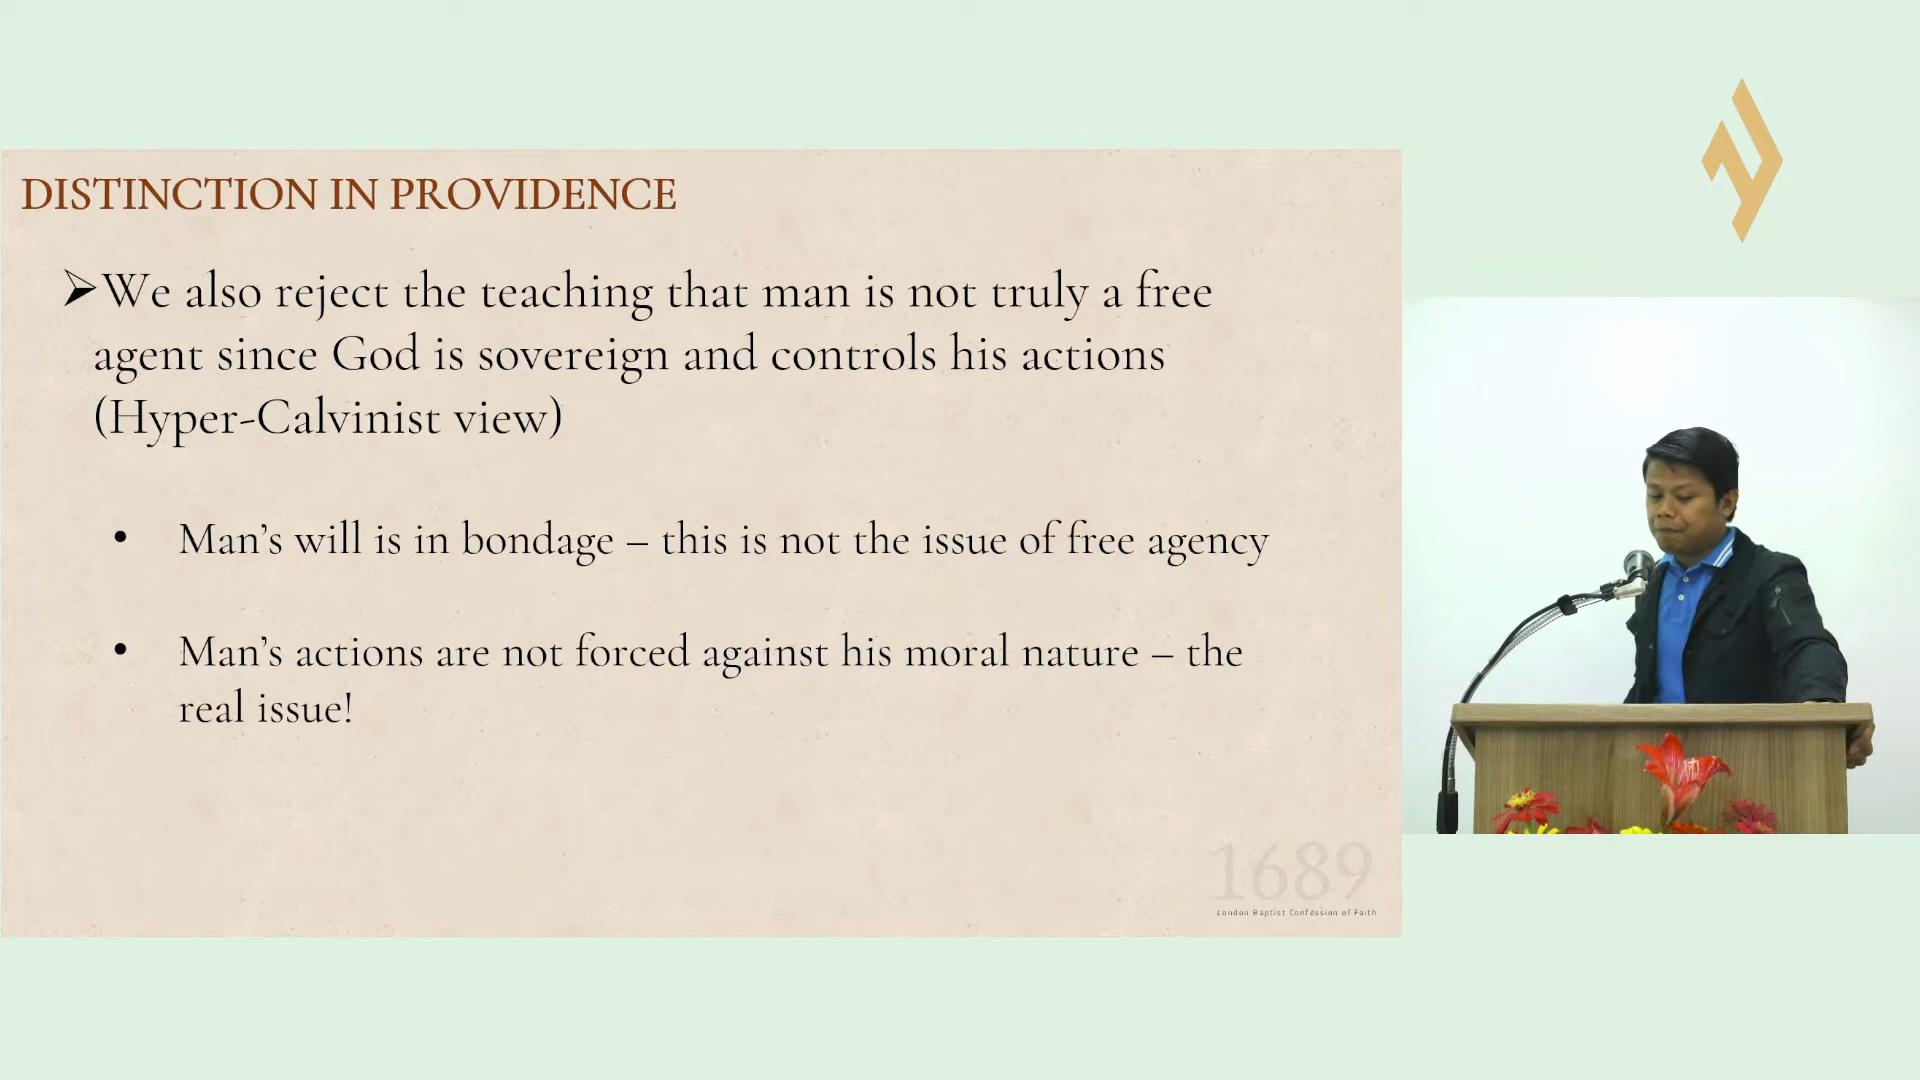 DISTINCTION IN PROVIDENCE
➤We also reject the teaching that man is not truly a free
agent since God is sovereign and controls his actions
(Hyper-Calvinist view)
• Man’s will is in bondage – this is not the issue of free agency
• Man’s actions are not forced against his moral nature – the
real issue!
1689
London Baptist Confession of Faith